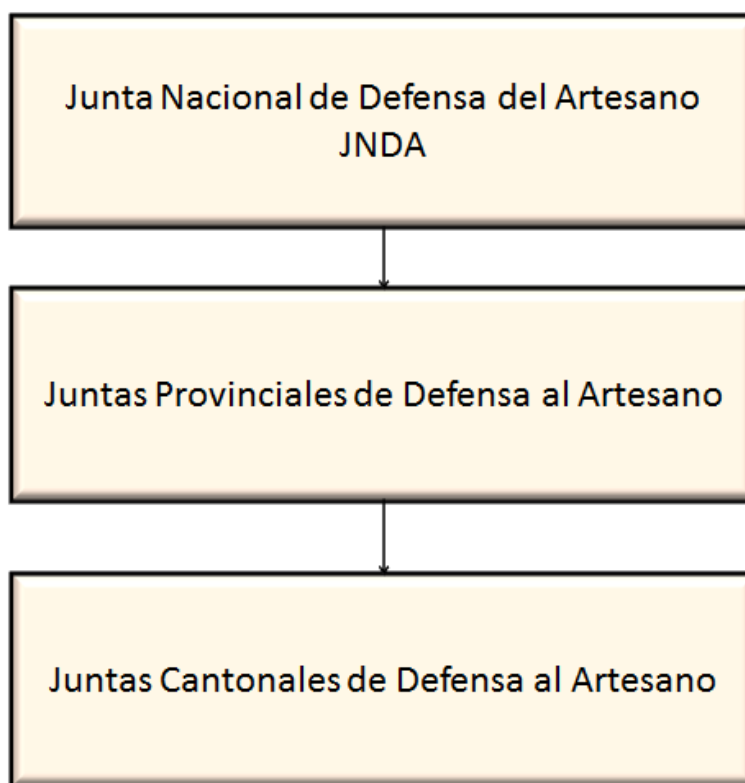 Junta Nacional de Defensa del Artesano
JNDA
Juntas Provinciales de Defensa al Artesano
Juntas Cantonales de Defensa al Artesano